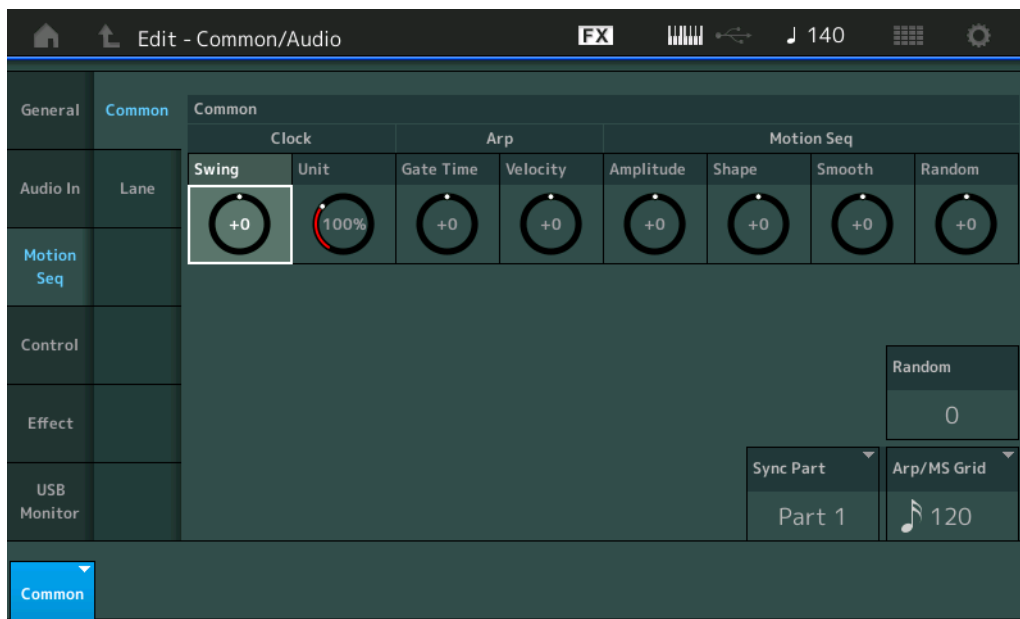 Edit - Common/Audio
FX
140
General
Common
Common
Clock
Arp
Motion Seq
Swing
Unit
Gate Time
Velocity
Amplitude
Shape
Smooth
Random
Audio In
Lane
+0
100%
+0
+0
+0
+0
+0
+0
Motion
Seq
Control
Random
0
Effect
Sync Part
Arp/MS Grid
USB
Monitor
Part 1
120
Common